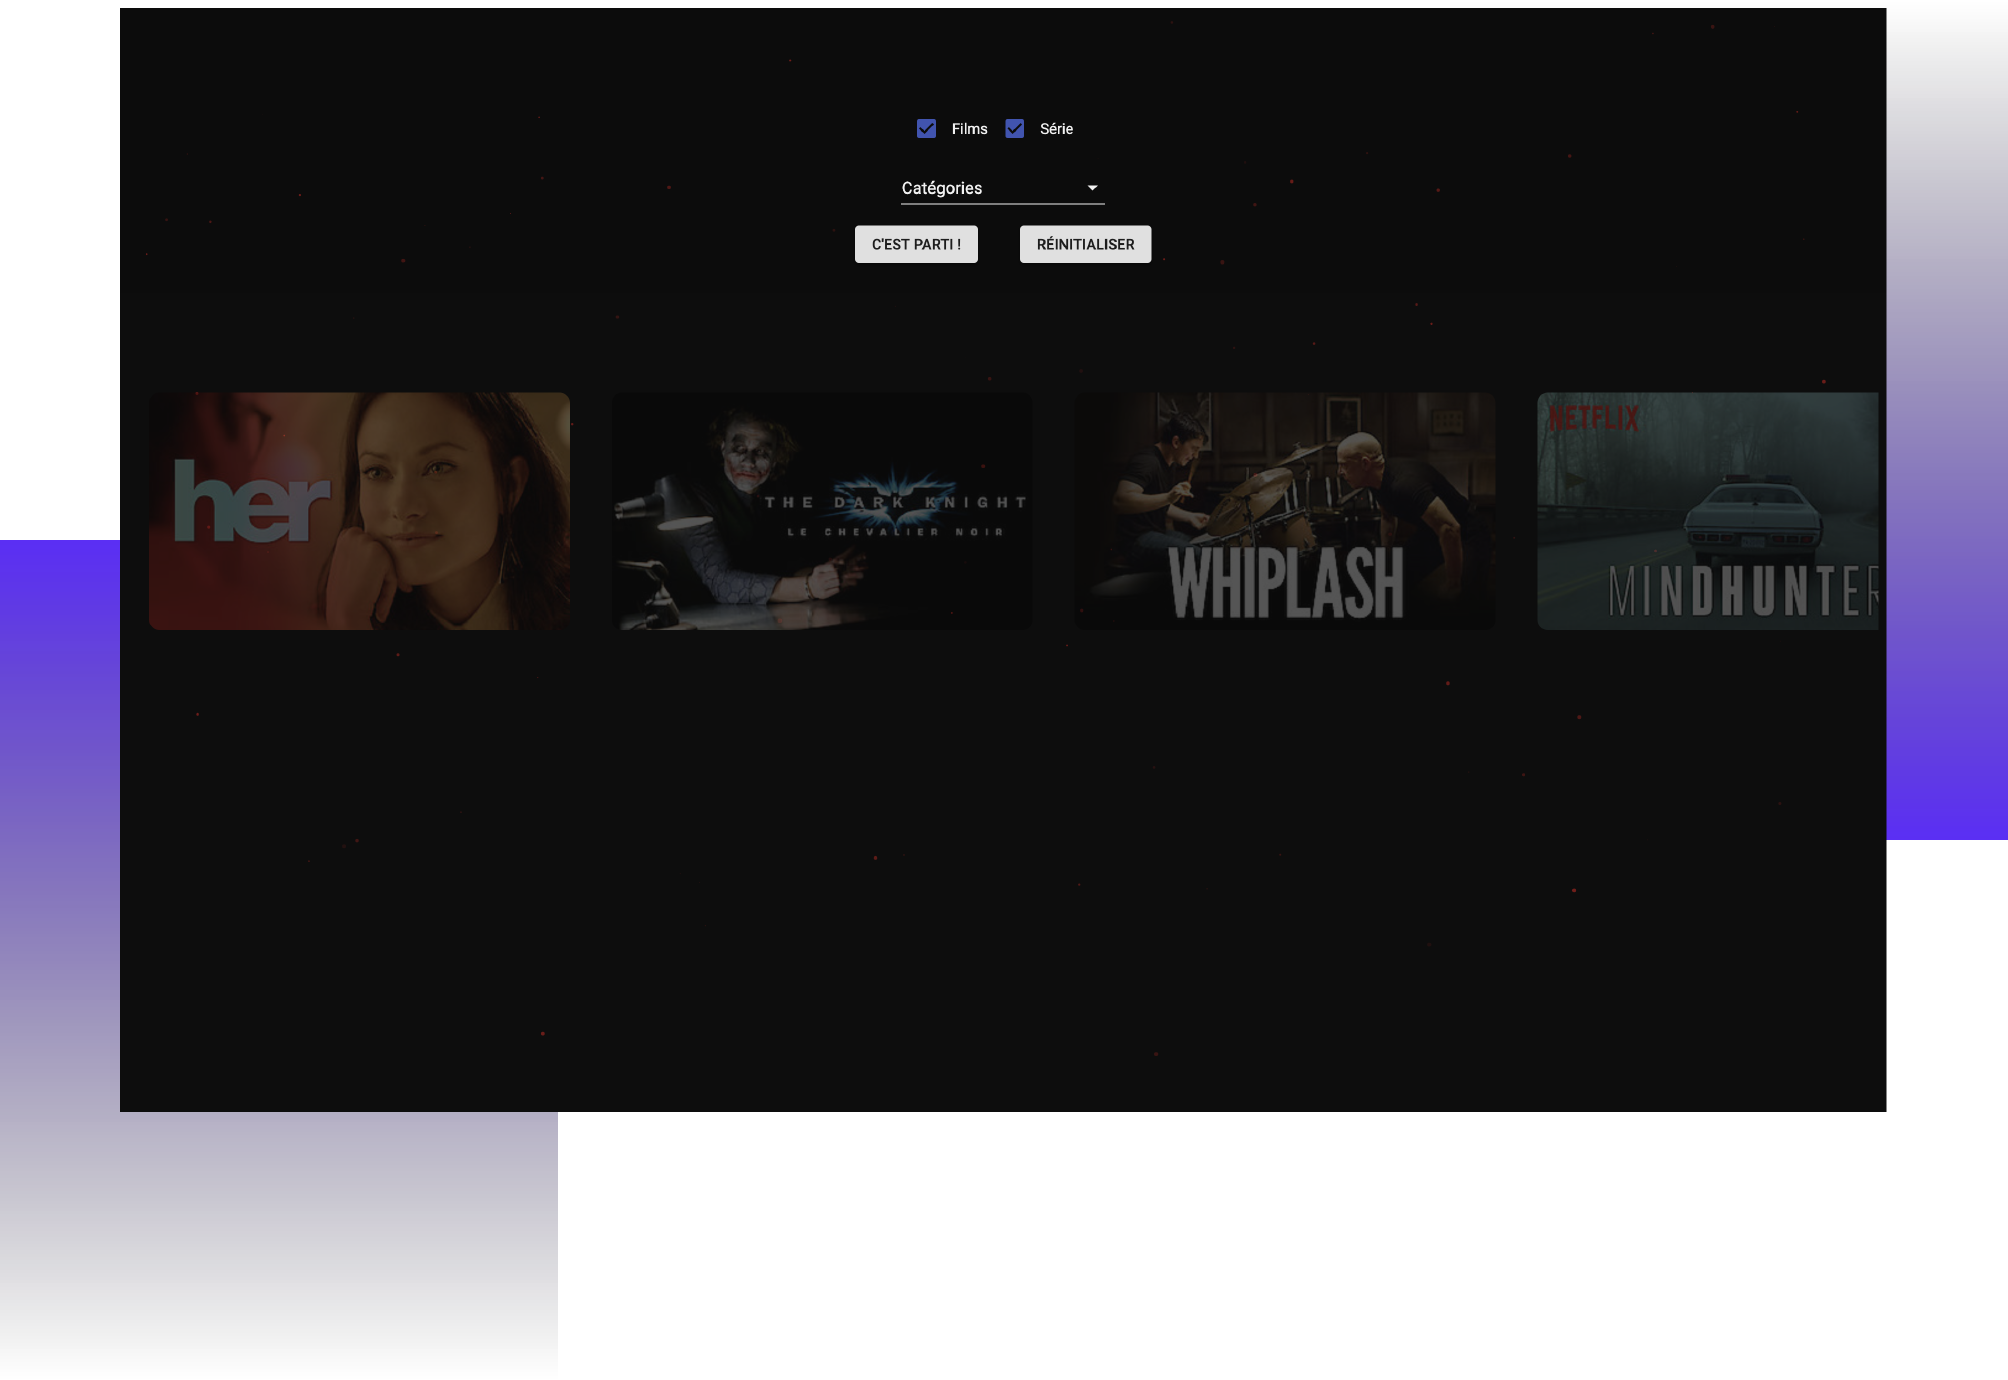 Films Série
Catégories
C'EST PARTI ! RÉINITIALISER
her
THE DARK KNIGHT
LE CHEVALIER NOIR
WHIPLASH
NETFLIX
MINDHUNTER